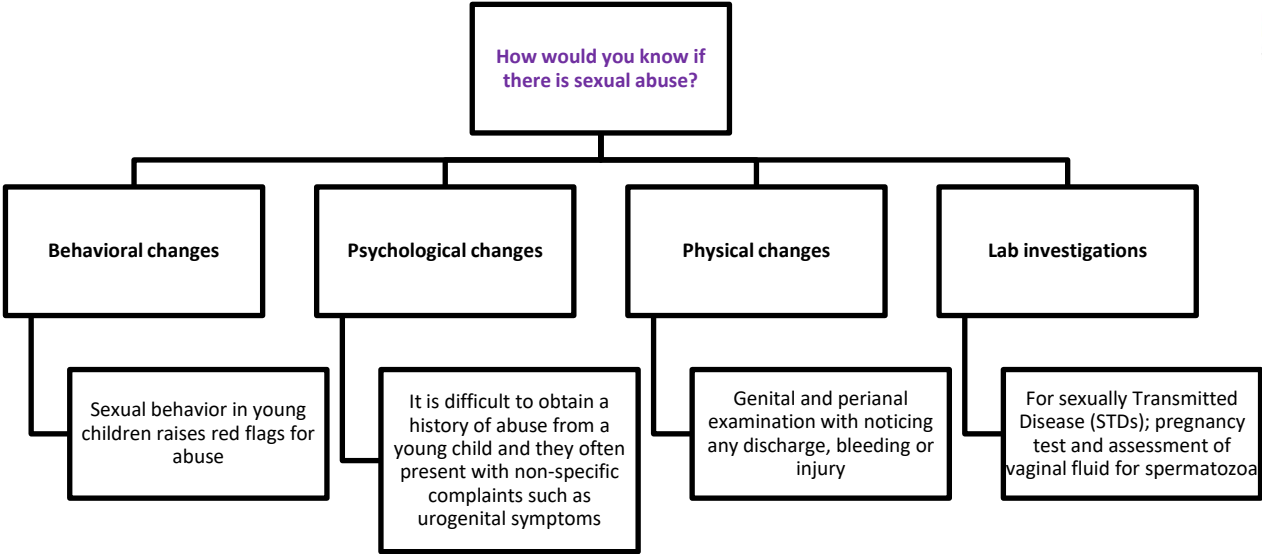 How would you know if
there is sexual abuse?
Behavioral changes
Psychological changes
Physical changes
Lab investigations
Sexual behavior in young
children raises red flags for
abuse
It is difficult to obtain a
history of abuse from a
young child and they often
present with non-specific
complaints such as
urogenital symptoms
Genital and perianal
examination with noticing
any discharge, bleeding or
injury
For sexually Transmitted
Disease (STDs); pregnancy
test and assessment of
vaginal fluid for spermatozoa